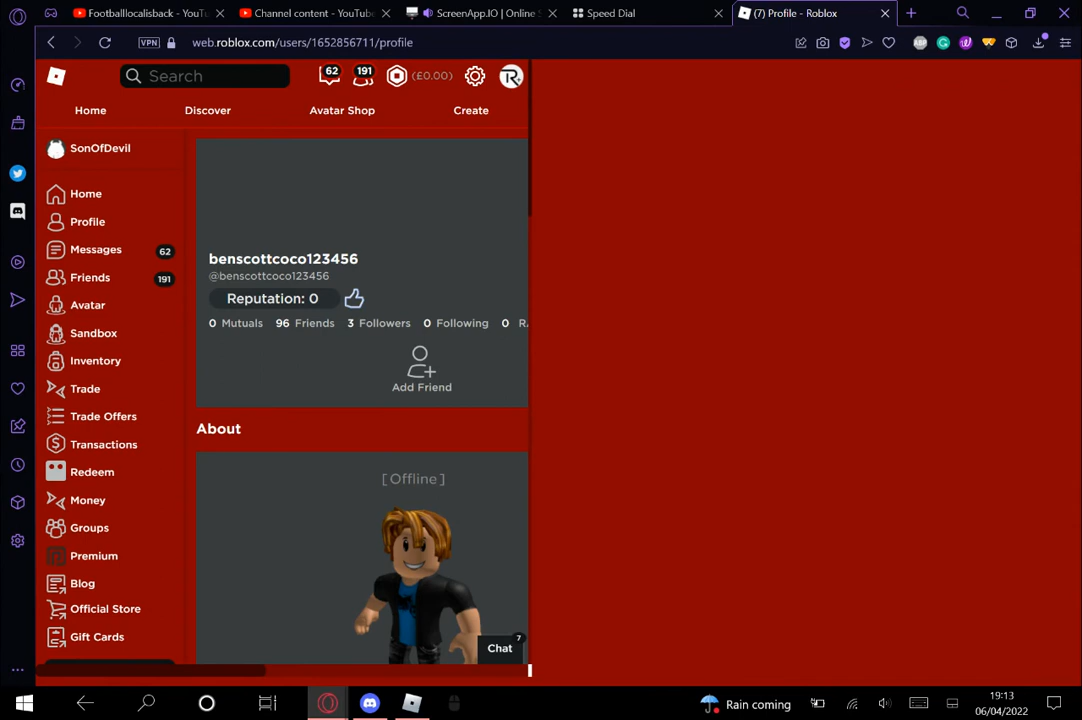 Footballlocalisback - YouTu
Channel content - YouTube
ScreenApp.IO | Online S
Speed Dial
(7) Profile - Roblox
VPN
web.roblox.com/users/1652856711/profile
ABP
Search
62
191
(£0.00)
Home
Discover
Avatar Shop
Create
SonOfDevil
Home
Profile
Messages
62
Friends
191
Avatar
Sandbox
Inventory
Trade
Trade Offers
Transactions
Redeem
Money
Groups
Premium
Blog
Official Store
Gift Cards
benscottcoco123456
@benscottcoco123456
Reputation: 0
0 Mutuals 96 Friends 3 Followers 0 Following 0 RA
Add Friend
About
[ Offline ]
Chat
7
Rain coming
19:13
06/04/2022